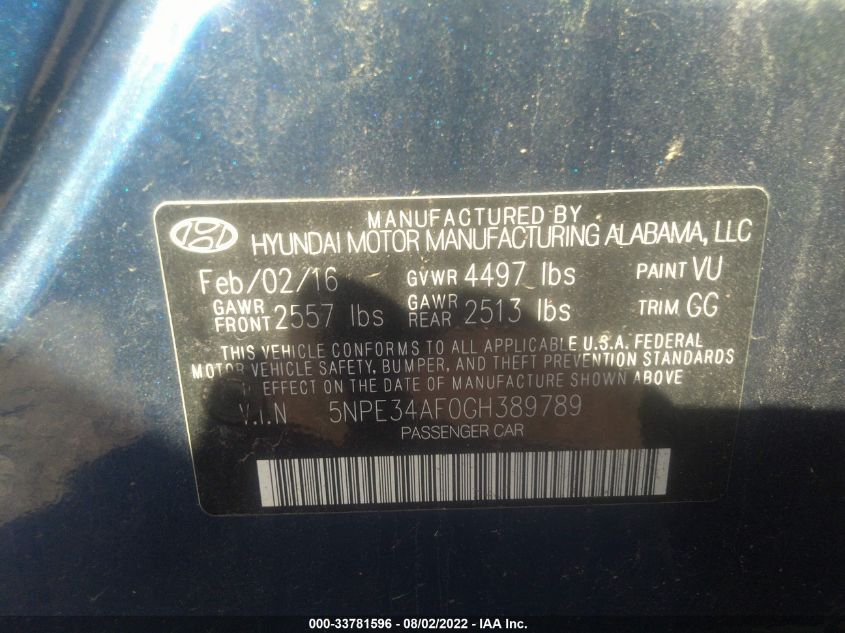 MANUFACTURED BY
HYUNDAI MOTOR MANUFACTURING ALABAMA, LLC
Feb/02/16 GVWR 4497 lbs PAINT VU
GAWR FRONT 2557 lbs GAWR REAR 2513 lbs TRIM GG
THIS VEHICLE CONFORMS TO ALL APPLICABLE U.S.A. FEDERAL
MOTOR VEHICLE SAFETY, BUMPER, AND THEFT PREVENTION STANDARDS
IN EFFECT ON THE DATE OF MANUFACTURE SHOWN ABOVE.
V.I.N 5NPE34AF0GH389789
PASSENGER CAR
000-33781596 - 08/02/2022 - IAA Inc.